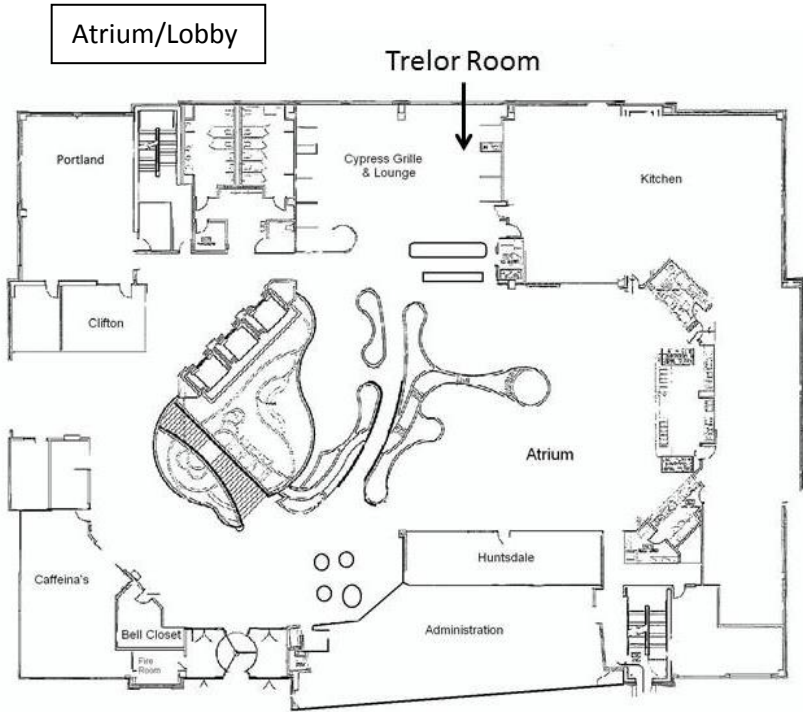 Atrium/Lobby
Trelor Room
Portland
Cypress Grille
& Lounge
Kitchen
Clifton
Atrium
Huntsdale
Caffeina's
Administration
Bell Closet
Fire
Room